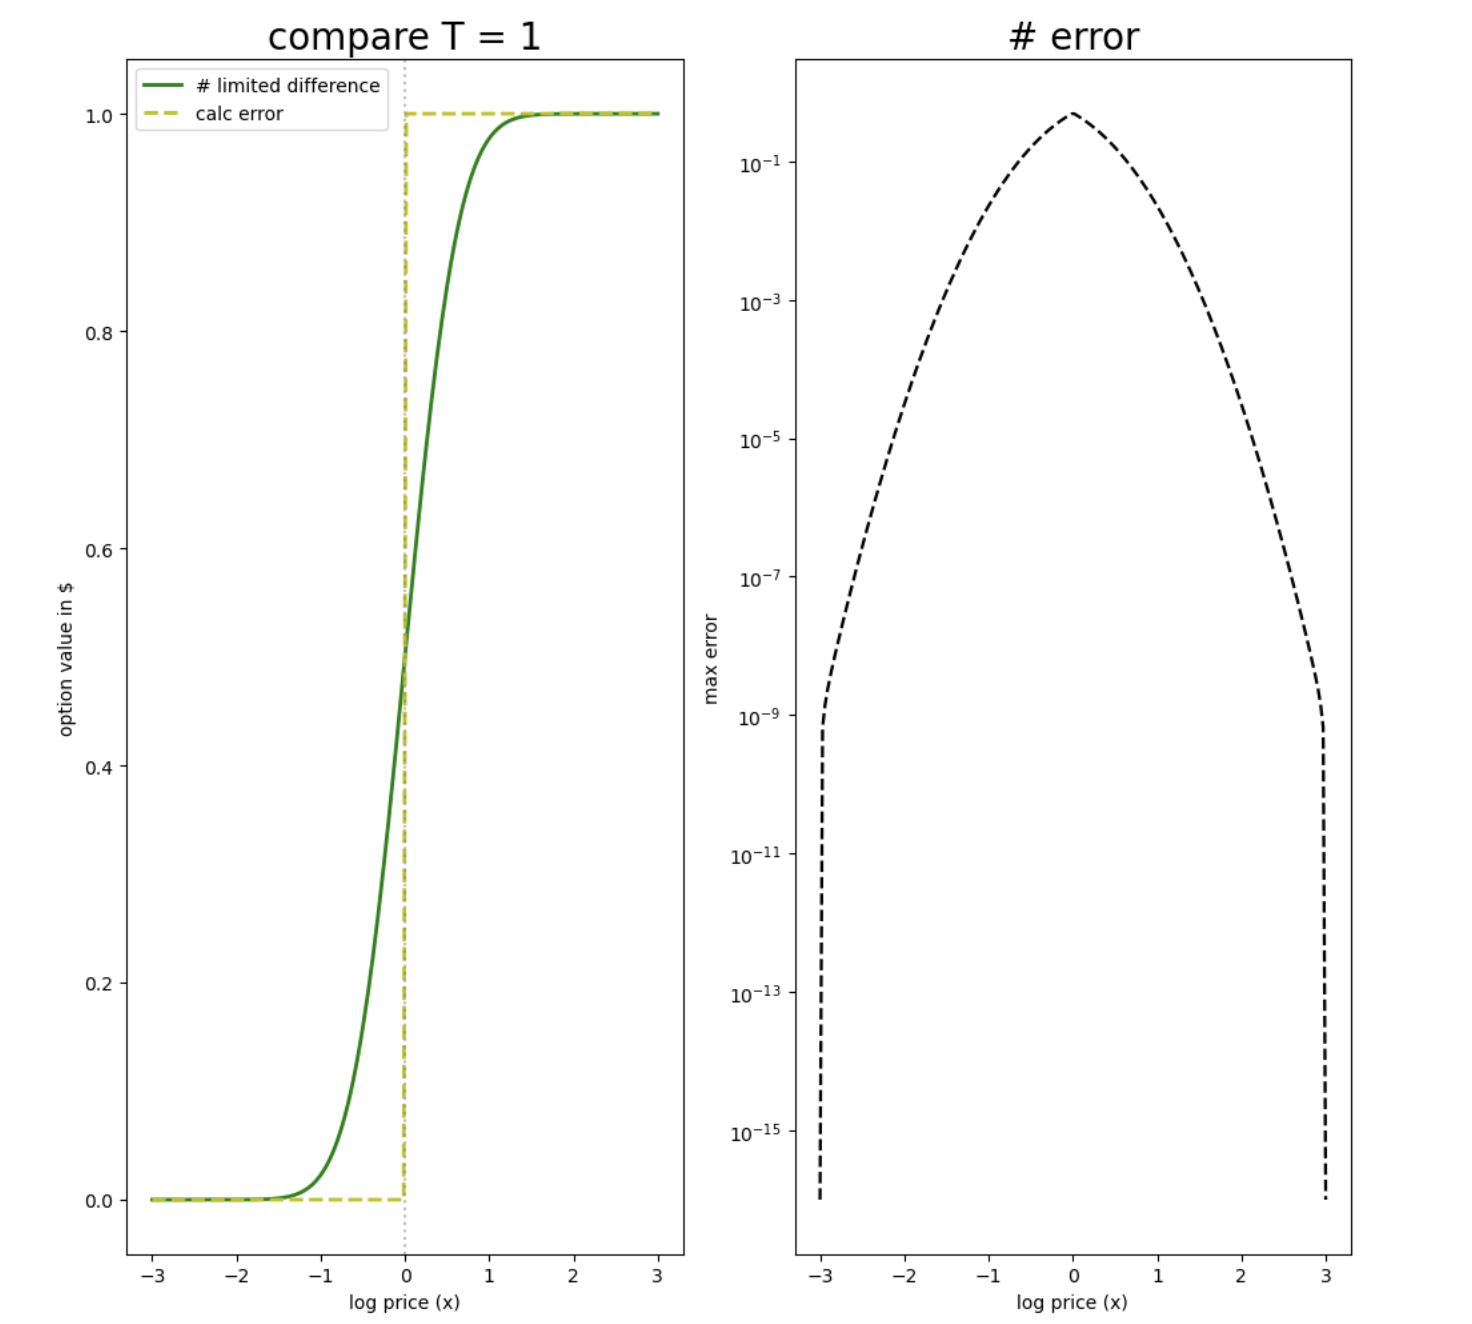 compare T = 1
# limited difference
calc error
1.0
0.8
0.6
0.4
0.2
0.0
option value in $
−3 −2 −1 0 1 2 3
log price (x)
# error
10⁻¹
10⁻³
10⁻⁵
10⁻⁷
10⁻⁹
10⁻¹¹
10⁻¹³
10⁻¹⁵
max error
−3 −2 −1 0 1 2 3
log price (x)